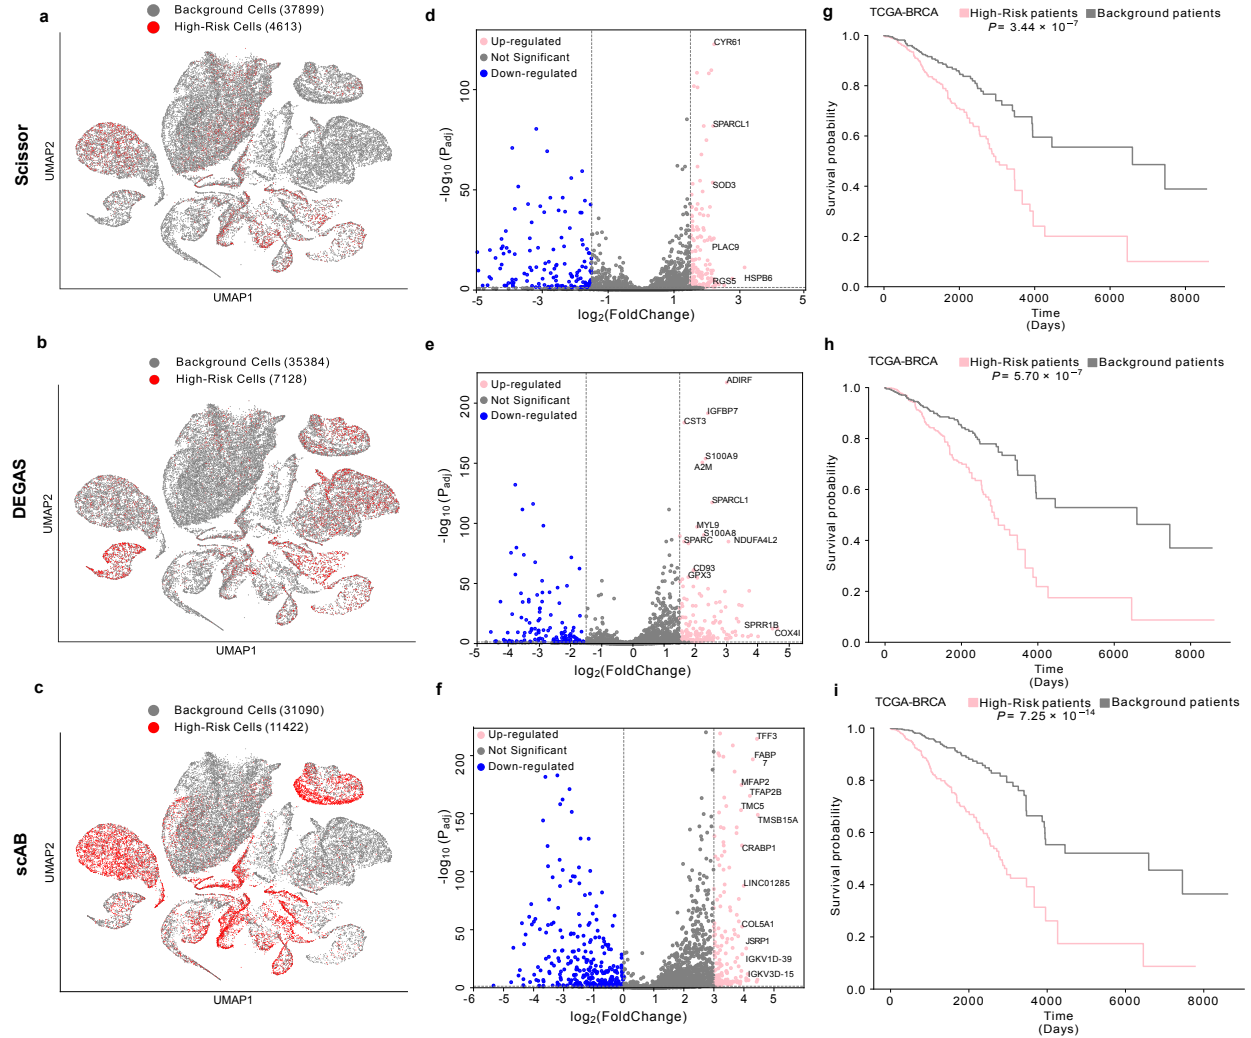 a
Background Cells (37899)
High-Risk Cells (4613)
Scissor
UMAP2
UMAP1
d
Up-regulated
Not Significant
Down-regulated
CYR61
SPARCL1
SOD3
PLAC9
RGS5
HSPB6
100
50
0
-log10 (Padj)
-5
-3
-1
1
3
5
log2(FoldChange)
g
TCGA-BRCA
High-Risk patients
Background patients
P = 3.44 × 10−7
1.0
0.8
0.6
0.4
0.2
0.0
Survival probability
0
2000
4000
6000
8000
Time
(Days)
b
Background Cells (35384)
High-Risk Cells (7128)
DEGAS
UMAP2
UMAP1
e
Up-regulated
Not Significant
Down-regulated
ADIRF
IGFBP7
CST3
S100A9
A2M
SPARCL1
MYL9
S100A8
SPARC
NDUFA4L2
CD93
GPX3
SPRR1B
COX4I
200
150
100
50
0
-log10 (Padj)
-5
-4
-3
-2
-1
0
1
2
3
4
5
log2(FoldChange)
h
TCGA-BRCA
High-Risk patients
Background patients
P = 5.70 × 10−7
1.0
0.8
0.6
0.4
0.2
0.0
Survival probability
0
2000
4000
6000
8000
Time
(Days)
c
Background Cells (31090)
High-Risk Cells (11422)
scAB
UMAP2
UMAP1
f
Up-regulated
Not Significant
Down-regulated
TFF3
FABP
7
MFAP2
TFAP2B
TMC5
TMSB15A
CRABP1
LINC01285
COL5A1
JSRP1
IGKV1D-39
IGKV3D-15
200
150
100
50
0
-log10 (Padj)
-6
-5
-4
-3
-2
-1
0
1
2
3
4
5
6
log2(FoldChange)
i
TCGA-BRCA
High-Risk patients
Background patients
P = 7.25 × 10−14
1.0
0.8
0.6
0.4
0.2
0.0
Survival probability
0
2000
4000
6000
8000
Time
(Days)